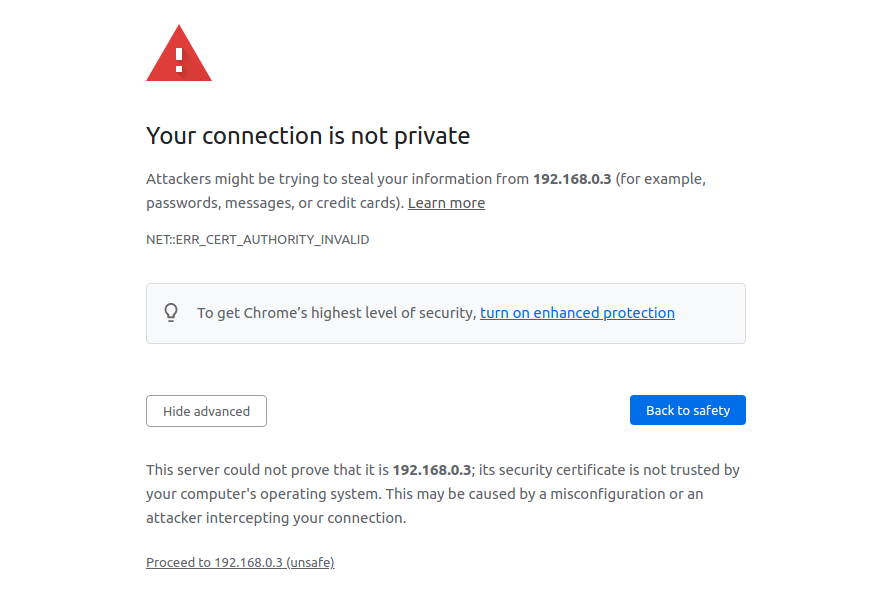 Your connection is not private
Attackers might be trying to steal your information from 192.168.0.3 (for example,
passwords, messages, or credit cards). Learn more
NET::ERR_CERT_AUTHORITY_INVALID
To get Chrome’s highest level of security, turn on enhanced protection
Hide advanced
Back to safety
This server could not prove that it is 192.168.0.3; its security certificate is not trusted by
your computer's operating system. This may be caused by a misconfiguration or an
attacker intercepting your connection.
Proceed to 192.168.0.3 (unsafe)